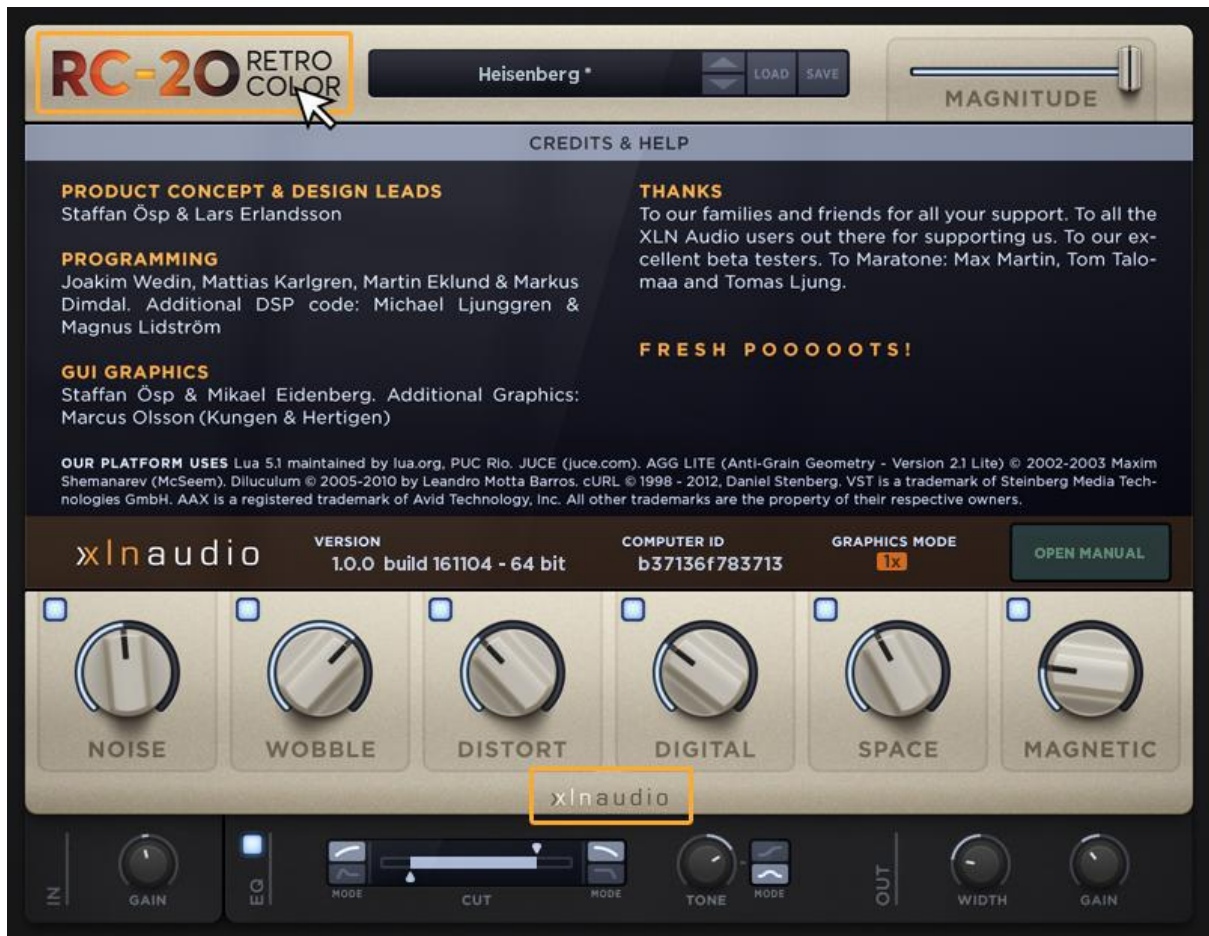 RC-20 RETRO
COLOR
Heisenberg *
LOAD SAVE
MAGNITUDE
CREDITS & HELP
PRODUCT CONCEPT & DESIGN LEADS
Staffan Ösp & Lars Erlandsson
PROGRAMMING
Joakim Wedin, Mattias Karlgren, Martin Eklund & Markus
Dimdal. Additional DSP code: Michael Ljunggren &
Magnus Lidström
GUI GRAPHICS
Staffan Ösp & Mikael Eidenberg. Additional Graphics:
Marcus Olsson (Kungen & Hertigen)
THANKS
To our families and friends for all your support. To all the
XLN Audio users out there for supporting us. To our ex-
cellent beta testers. To Maratone: Max Martin, Tom Talo-
maa and Tomas Ljung.
FRESH POOOOOTS!
OUR PLATFORM USES Lua 5.1 maintained by lua.org, PUC Rio. JUCE (juce.com). AGG LITE (Anti-Grain Geometry - Version 2.1 Lite) © 2002-2003 Maxim
Shemanarev (McSeem). Diluculum © 2005-2010 by Leandro Motta Barros. cURL © 1998 - 2012, Daniel Stenberg. VST is a trademark of Steinberg Media Tech-
nologies GmbH. AAX is a registered trademark of Avid Technology, Inc. All other trademarks are the property of their respective owners.
xlnaudio
VERSION
1.0.0 build 161104 - 64 bit
COMPUTER ID
b37136f783713
GRAPHICS MODE
1x
OPEN MANUAL
NOISE WOBBLE DISTORT DIGITAL SPACE MAGNETIC
xlnaudio
IN
GAIN
EQ
MODE
CUT
MODE
TONE
MODE
OUT
WIDTH
GAIN